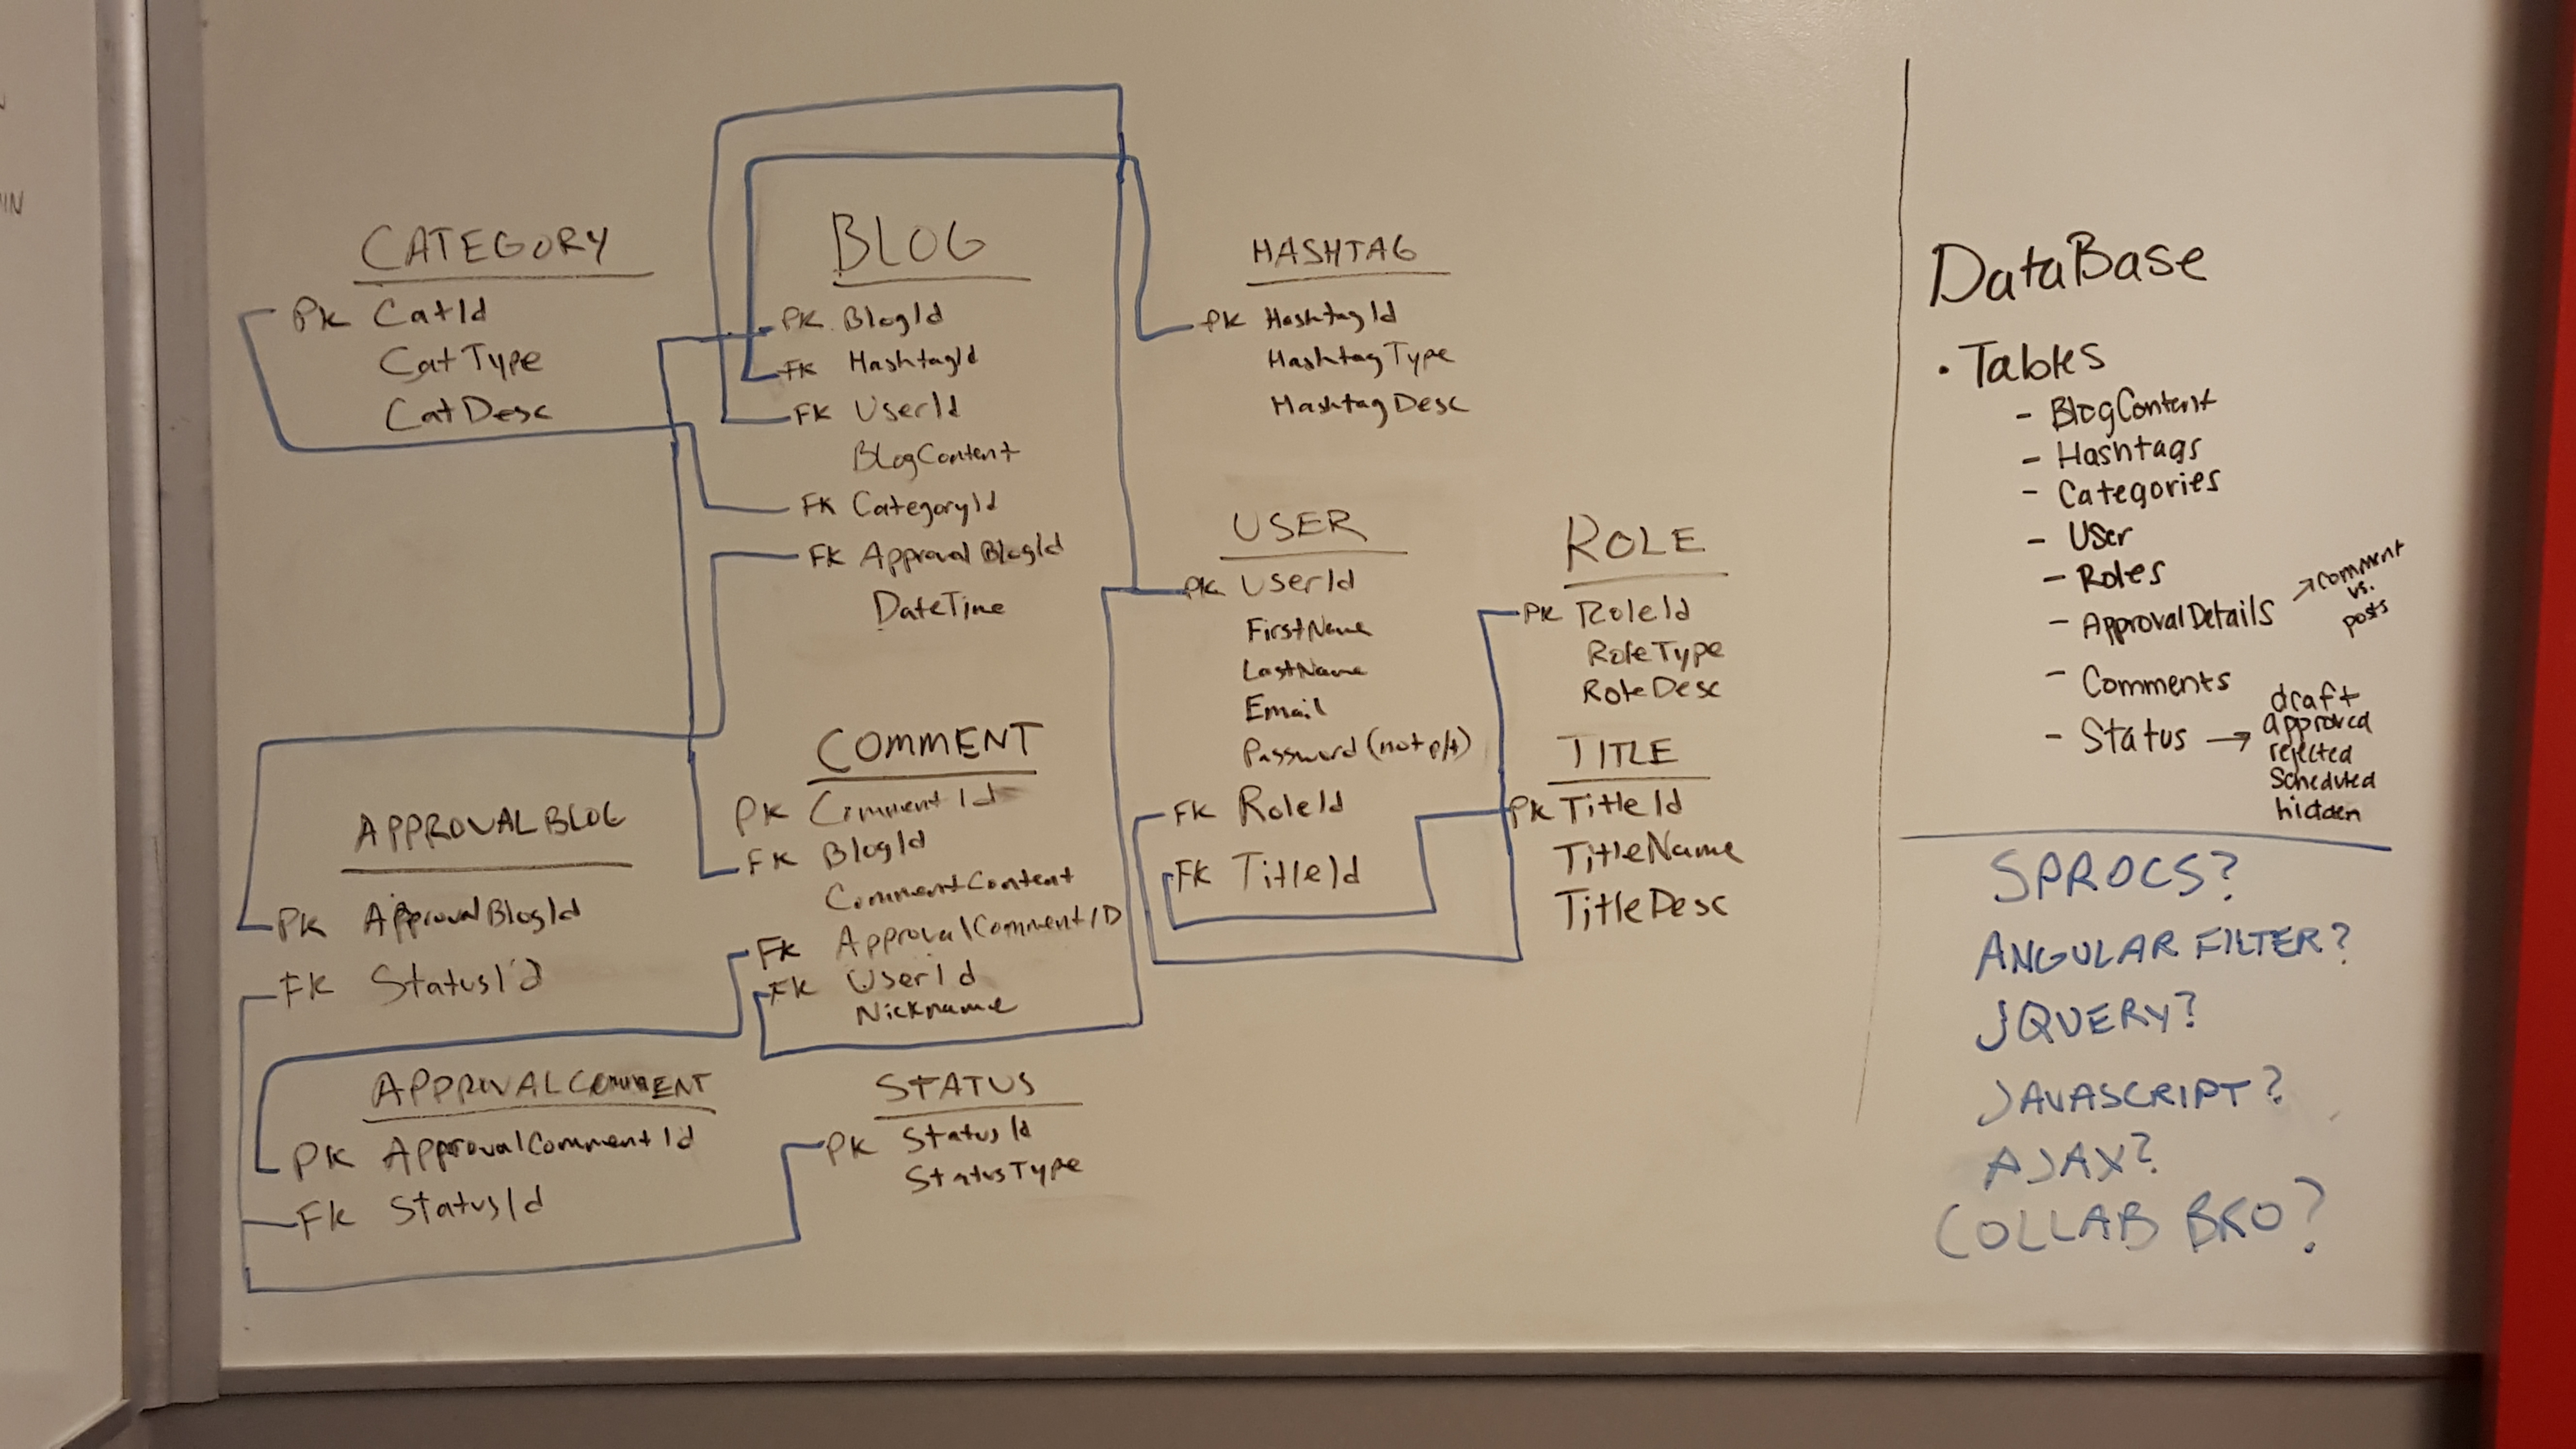 CATEGORY
PK CatId
CatType
CatDesc
BLOG
PK BlogId
FK HashtagId
FK UserId
BlogContent
FK CategoryId
FK ApprovalBlogId
DateTime
HASHTAG
PK HashtagId
HashtagType
HashtagDesc
USER
PK UserId
FirstName
LastName
Email
Password (not p/t)
FK RoleId
FK TitleId
ROLE
PK RoleId
RoleType
RoleDesc
TITLE
PK TitleId
TitleName
TitleDesc
COMMENT
PK CommentId
FK BlogId
CommentContent
FK ApprovalCommentID
FK UserId
Nickname
APPROVALBLOG
PK ApprovalBlogId
FK StatusId
APPROVALCOMMENT
PK ApprovalCommentId
FK StatusId
STATUS
PK StatusId
StatusType
DataBase
• Tables
- BlogContent
- Hashtags
- Categories
- User
- Roles
- ApprovalDetails → comment
vs.
posts
- Comments
- Status → draft
approved
rejected
Scheduled
hidden
SPROCS?
ANGULAR FILTER?
JQUERY?
JAVASCRIPT?
AJAX?
COLLAB BRO?